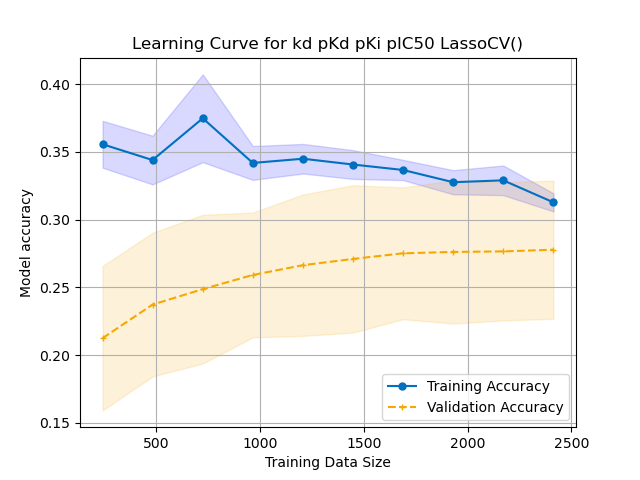 Learning Curve for kd pKd pKi pIC50 LassoCV()
0.40
0.35
0.30
0.25
0.20
0.15
Model accuracy
Training Accuracy
Validation Accuracy
500
1000
1500
2000
2500
Training Data Size